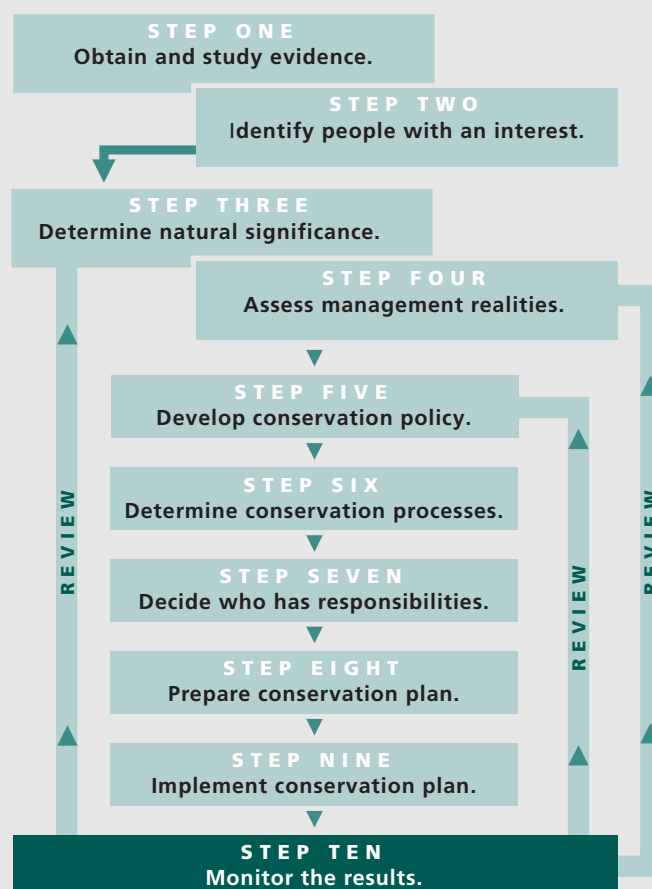 STEP ONE
Obtain and study evidence.
STEP TWO
Identify people with an interest.
STEP THREE
Determine natural significance.
STEP FOUR
Assess management realities.
STEP FIVE
Develop conservation policy.
STEP SIX
Determine conservation processes.
STEP SEVEN
Decide who has responsibilities.
STEP EIGHT
Prepare conservation plan.
STEP NINE
Implement conservation plan.
STEP TEN
Monitor the results.
REVIEW
REVIEW
REVIEW